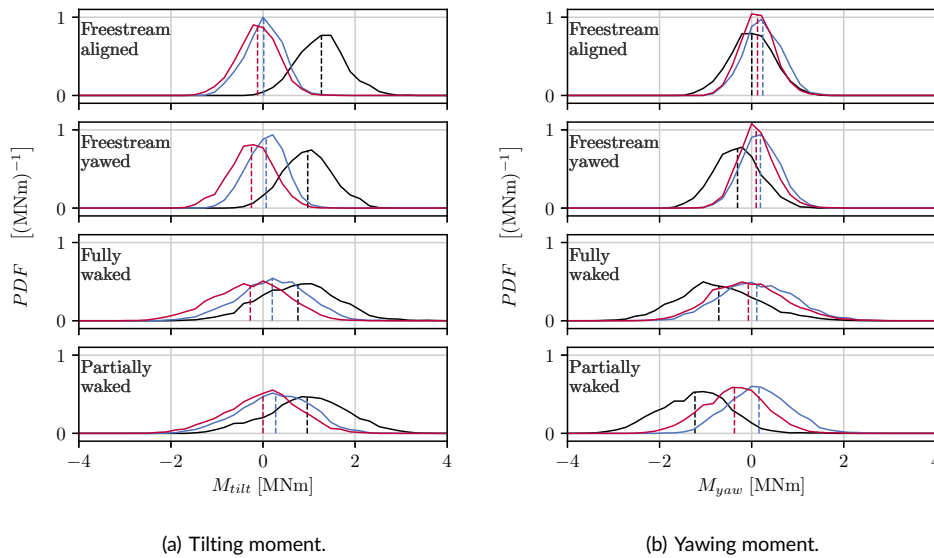 Freestream
aligned
1
0
Freestream
yawed
1
0
Fully
waked
1
0
Partially
waked
1
0
PDF [(MNm)⁻¹]
−4 −2 0 2 4
M_tilt [MNm]
(a) Tilting moment.
Freestream
aligned
1
0
Freestream
yawed
1
0
Fully
waked
1
0
Partially
waked
1
0
PDF [(MNm)⁻¹]
−4 −2 0 2 4
M_yaw [MNm]
(b) Yawing moment.